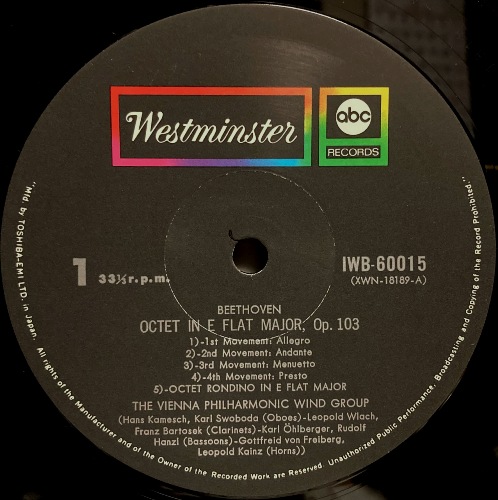 Westminster
abc
RECORDS
1 33⅓ r.p.m.
IWB-60015
(XWN-18189-A)
BEETHOVEN
OCTET IN E FLAT MAJOR, Op. 103
1)-1st Movement: Allegro
2)-2nd Movement: Andante
3)-3rd Movement: Menuetto
4)-4th Movement: Presto
5)-OCTET RONDINO IN E FLAT MAJOR
THE VIENNA PHILHARMONIC WIND GROUP
(Hans Kamesch, Karl Swoboda (Oboes)-Leopold Wlach,
Franz Bartosek (Clarinets)-Karl Öhlberger, Rudolf
Hanzl (Bassoons)-Gottfreid von Freiberg,
Leopold Kainz (Horns))
"Mfd. by TOSHIBA-EMI LTD. in Japan. All rights of the Manufacturer and of the Owner of the Recorded Work are Reserved. Unauthorized Public Performance, Broadcasting and Copying of the Record Prohibited."